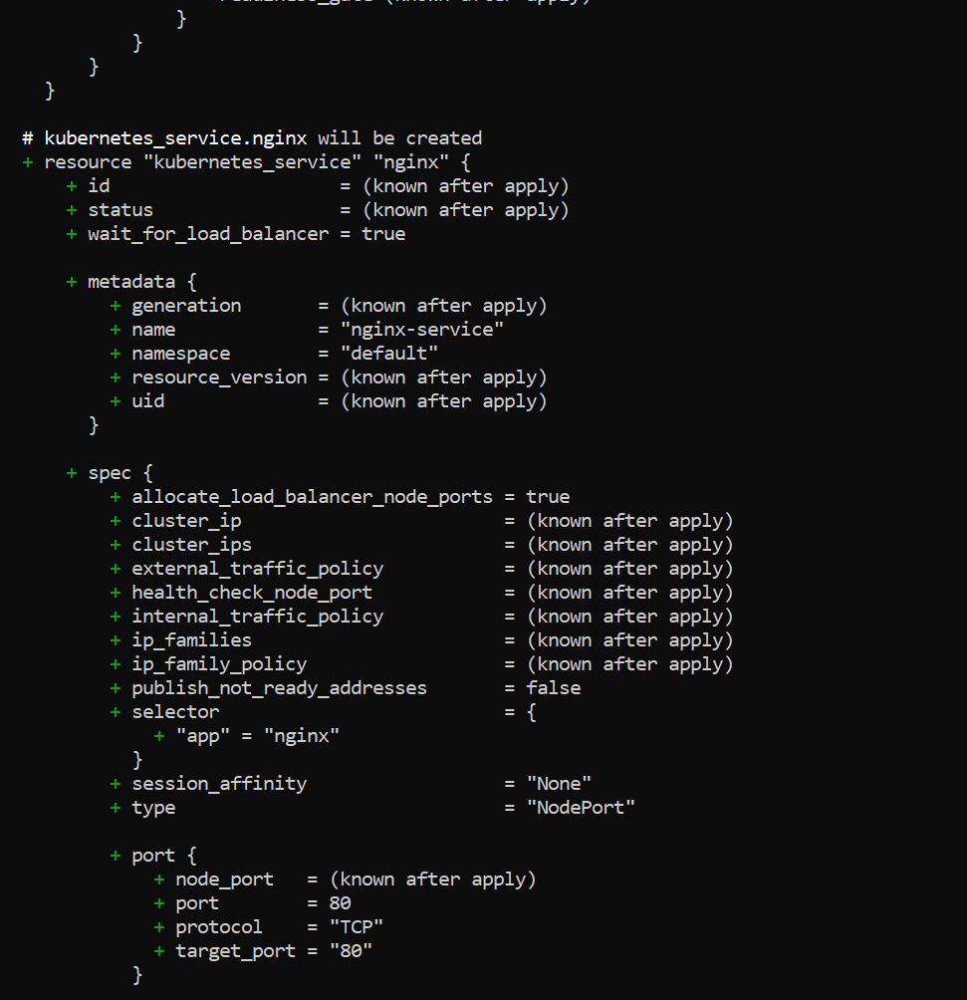 }
        }
    }
}

# kubernetes_service.nginx will be created
+ resource "kubernetes_service" "nginx" {
    + id                     = (known after apply)
    + status                 = (known after apply)
    + wait_for_load_balancer = true

    + metadata {
        + generation       = (known after apply)
        + name             = "nginx-service"
        + namespace        = "default"
        + resource_version = (known after apply)
        + uid              = (known after apply)
      }

    + spec {
        + allocate_load_balancer_node_ports = true
        + cluster_ip                        = (known after apply)
        + cluster_ips                       = (known after apply)
        + external_traffic_policy           = (known after apply)
        + health_check_node_port            = (known after apply)
        + internal_traffic_policy           = (known after apply)
        + ip_families                       = (known after apply)
        + ip_family_policy                  = (known after apply)
        + publish_not_ready_addresses       = false
        + selector                          = {
            + "app" = "nginx"
          }
        + session_affinity                  = "None"
        + type                              = "NodePort"

        + port {
            + node_port   = (known after apply)
            + port        = 80
            + protocol    = "TCP"
            + target_port = "80"
          }